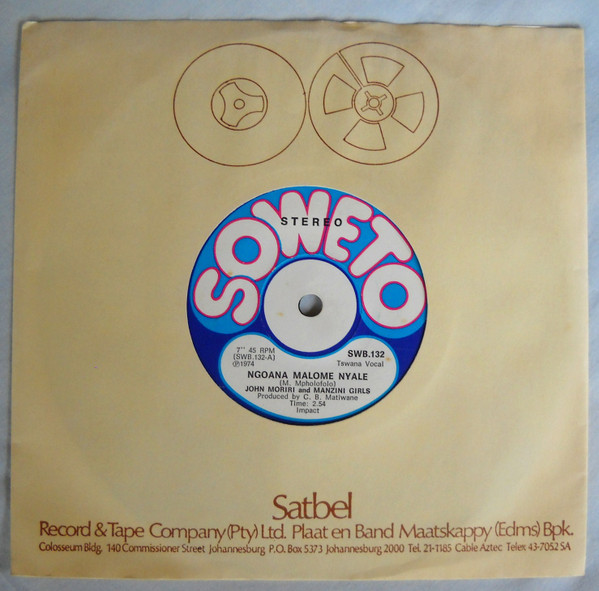 SOWETO
STEREO
7" 45 RPM
(SWB.132-A)
℗1974
SWB.132
Tswana Vocal
NGOANA MALOME NYALE
(M. Mpholofolo)
JOHN MORIRI and MANZINI GIRLS
Produced by C. B. Matiwane
Time: 2.54
Impact
Satbel
Record & Tape Company (Pty) Ltd. Plaat en Band Maatskappy (Edms) Bpk.
Colosseum Bldg. 140 Commissioner Street Johannesburg P.O. Box 5373 Johannesburg 2000 Tel. 21-1185 Cable Aztec Telex 43-7052 SA